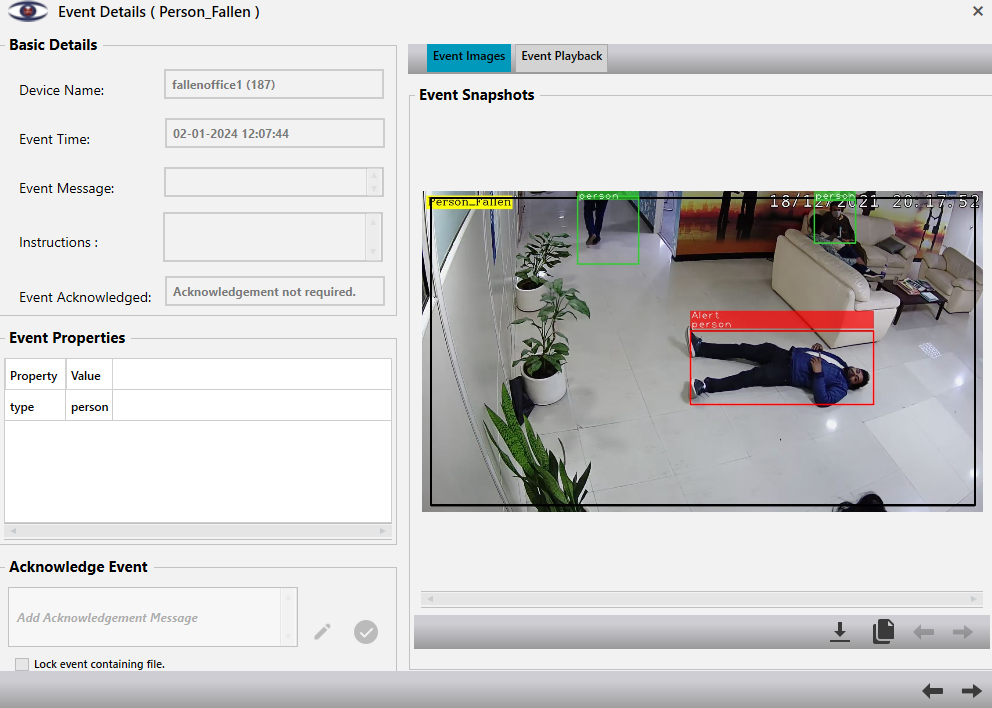 Event Details ( Person_Fallen )
Basic Details
Device Name:
fallenoffice1 (187)
Event Time:
02-01-2024 12:07:44
Event Message:
Instructions :
Event Acknowledged:
Acknowledgement not required.
Event Properties
Property Value
type person
Acknowledge Event
Add Acknowledgement Message
Lock event containing file.
Event Images Event Playback
Event Snapshots
Person_Fallen
person
person
18/12/2021 20:17:52
Alert
person